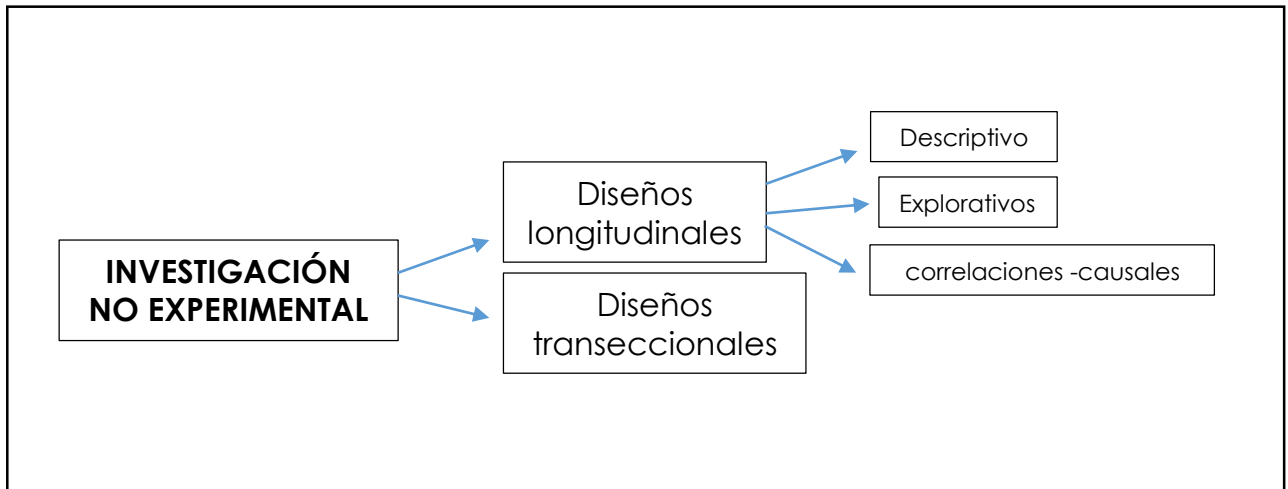 INVESTIGACIÓN
NO EXPERIMENTAL
Diseños
longitudinales
Diseños
transeccionales
Descriptivo
Explorativos
correlaciones -causales